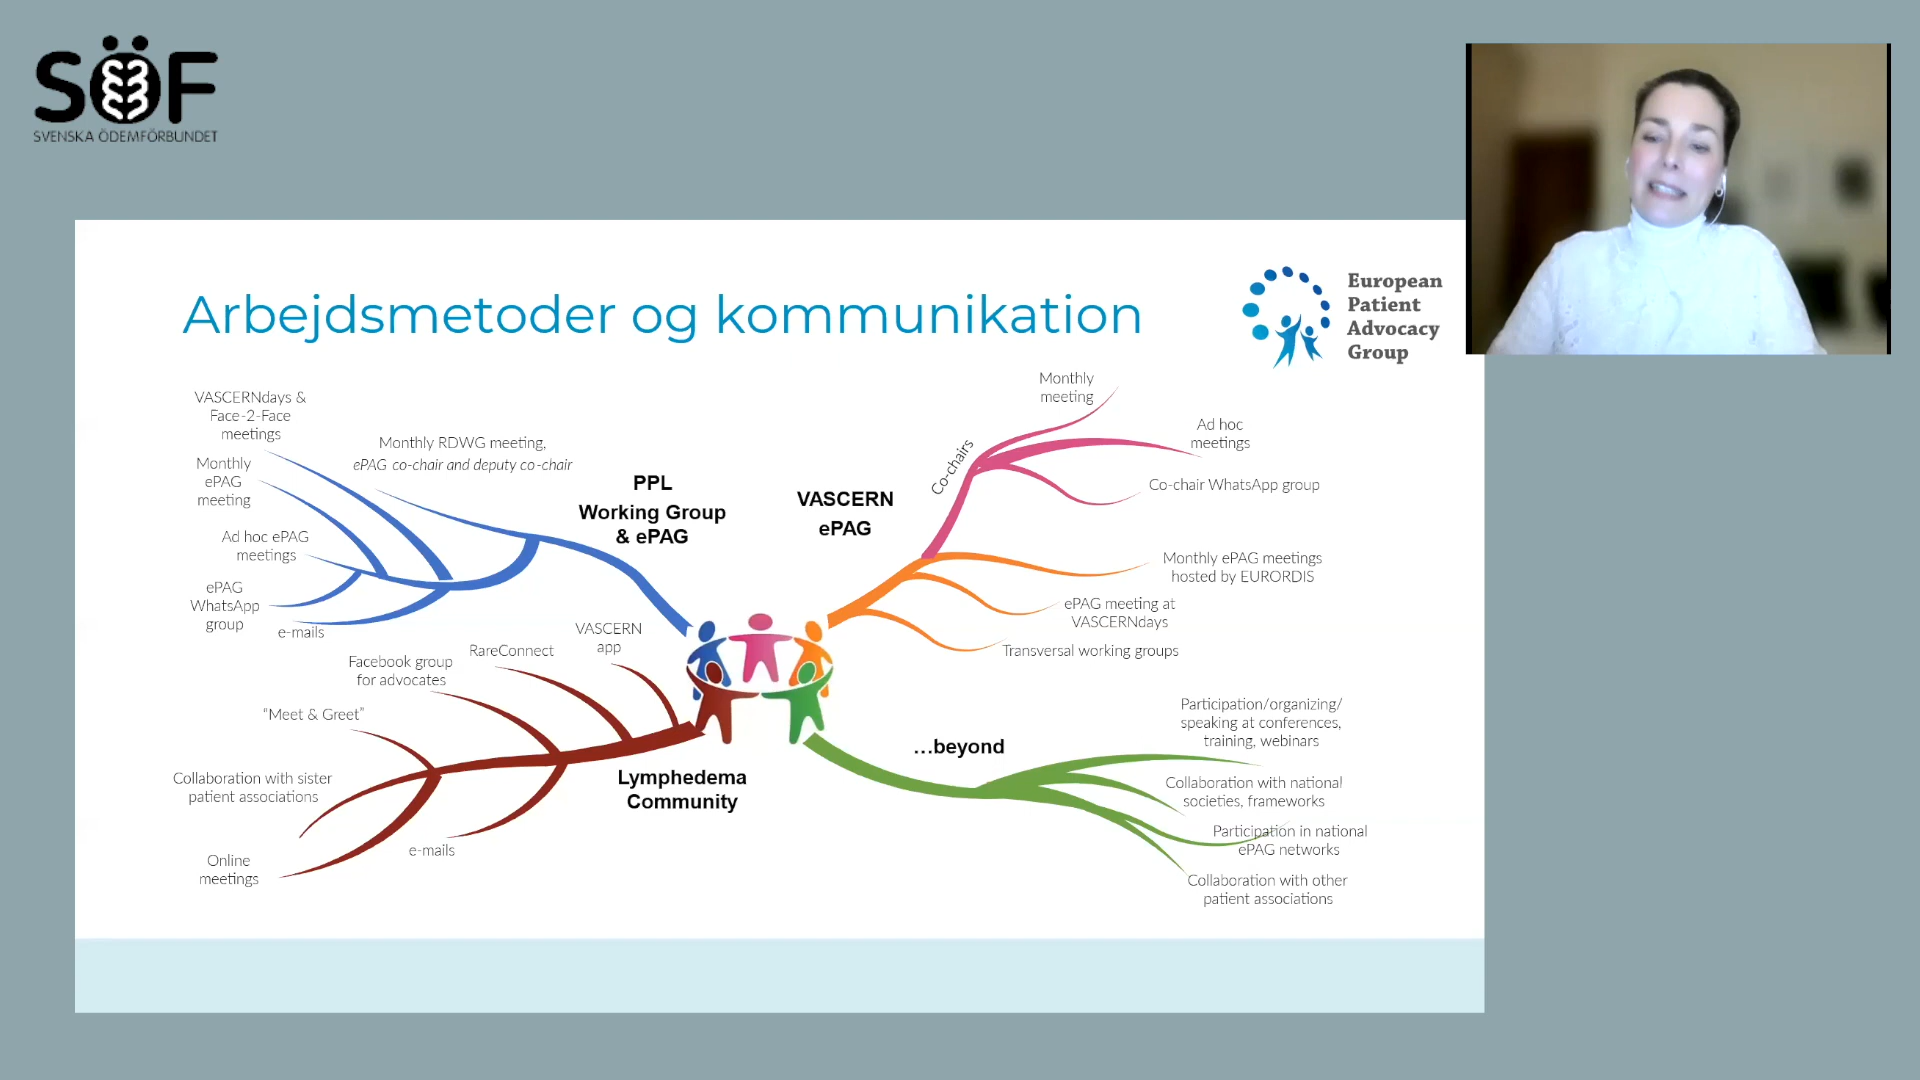 SÖF
SVENSKA ÖDEMFÖRBUNDET
Arbejdsmetoder og kommunikation
European
Patient
Advocacy
Group
VASCERNdays &
Face-2-Face
meetings
Monthly RDWG meeting,
ePAG co-chair and deputy co-chair
Monthly
ePAG
meeting
Ad hoc ePAG
meetings
ePAG
WhatsApp
group
e-mails
PPL
Working Group
& ePAG
VASCERN
ePAG
Co-chairs
Monthly
meeting
Ad hoc
meetings
Co-chair WhatsApp group
Monthly ePAG meetings
hosted by EURORDIS
ePAG meeting at
VASCERNdays
Transversal working groups
VASCERN
app
RareConnect
Facebook group
for advocates
"Meet & Greet"
Collaboration with sister
patient associations
Online
meetings
e-mails
Lymphedema
Community
...beyond
Participation/organizing/
speaking at conferences,
training, webinars
Collaboration with national
societies, frameworks
Participation in national
ePAG networks
Collaboration with other
patient associations